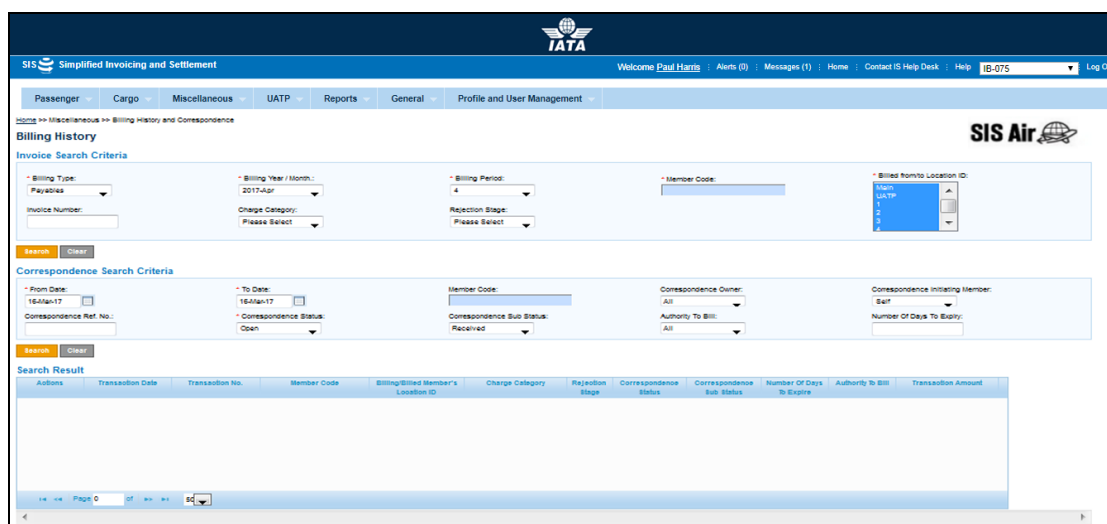 IATA
SIS Simplified Invoicing and Settlement
Welcome Paul Harris : Alerts (0) : Messages (1) : Home : Contact IS Help Desk : Help IB-075 Log O
Passenger Cargo Miscellaneous UATP Reports General Profile and User Management
Home >> Miscellaneous >> Billing History and Correspondence
Billing History
SIS Air
Invoice Search Criteria
* Billing Type: * Billing Year / Month.: * Billing Period: * Member Code: * Billed from/to Location ID:
Payables 2017-Apr 4
Main
UATP
1
2
3
4
Invoice Number: Charge Category: Rejection Stage:
Please Select Please Select
Search Clear
Correspondence Search Criteria
* From Date: * To Date: Member Code: Correspondence Owner: Correspondence Initiating Member:
16-Mar-17 16-Mar-17 All Self
Correspondence Ref. No.: * Correspondence Status: Correspondence Sub Status: Authority To Bill: Number Of Days To Expiry:
Open Received All
Search Clear
Search Result
Actions Transaction Date Transaction No. Member Code Billing/Billed Member's Location ID Charge Category Rejection Stage Correspondence Status Correspondence Sub Status Number Of Days To Expire Authority To Bill Transaction Amount
Page 0 of 50